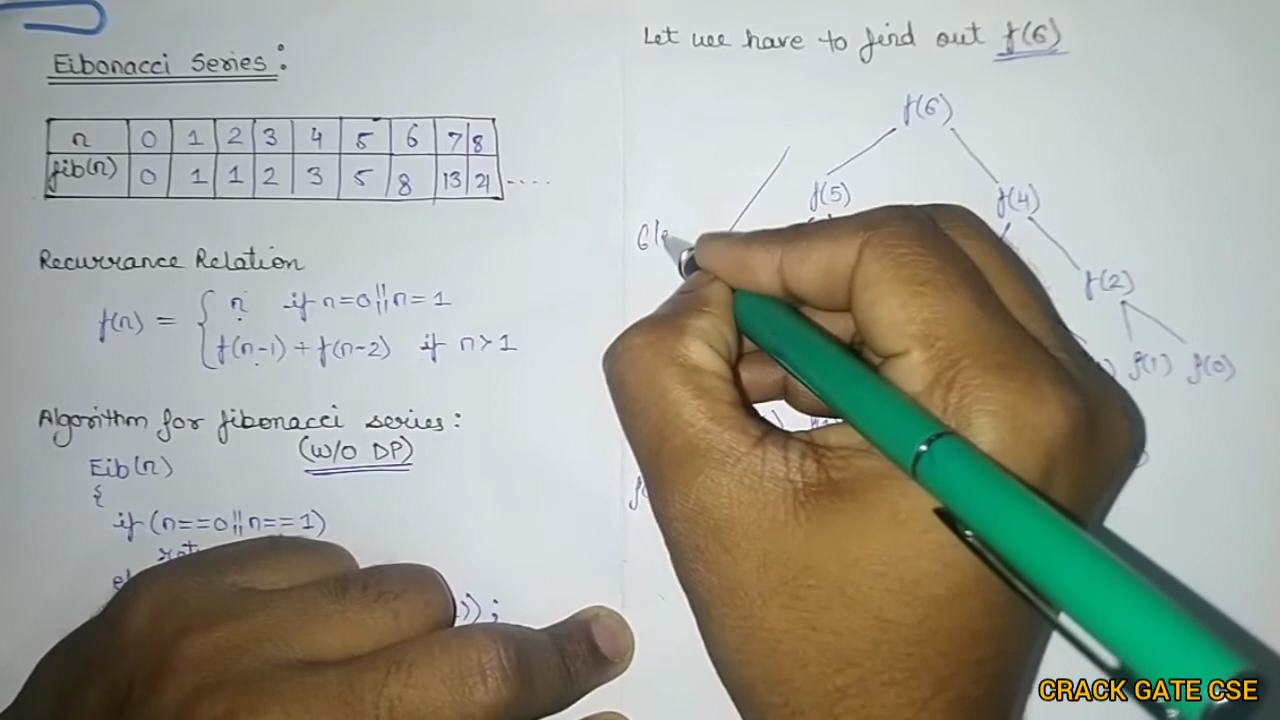 Fibonacci Series:
n 0 1 2 3 4 5 6 7 8
fib(n) 0 1 1 2 3 5 8 13 21 ....
Recurrance Relation
f(n) = { n if n=0||n=1
f(n-1) + f(n-2) if n>1
Algorithm for fibonacci series:
(W/O DP)
Fib(n)
{
if (n==0||n==1)
Let us have to find out f(6)
f(6)
f(5) f(4)
f(2)
f(1) f(0)
CRACK GATE CSE